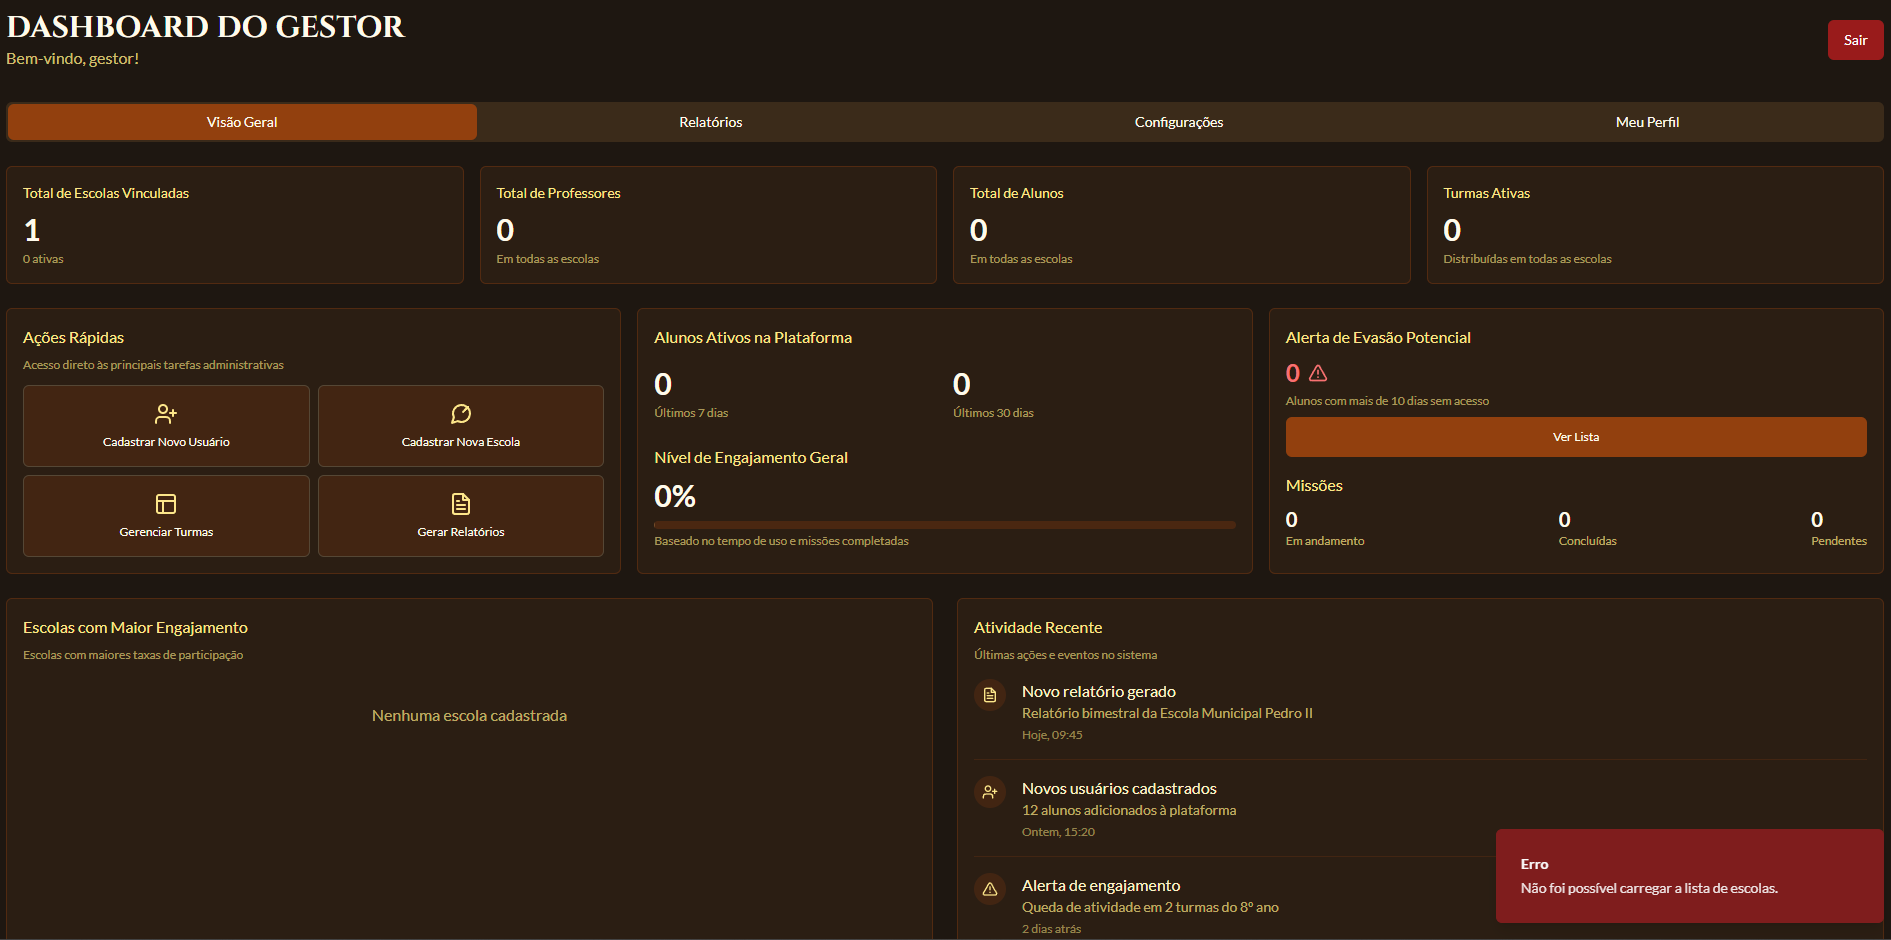 DASHBOARD DO GESTOR
Bem-vindo, gestor!
Sair
Visão Geral
Relatórios
Configurações
Meu Perfil
Total de Escolas Vinculadas
1
0 ativas
Total de Professores
0
Em todas as escolas
Total de Alunos
0
Em todas as escolas
Turmas Ativas
0
Distribuídas em todas as escolas
Ações Rápidas
Acesso direto às principais tarefas administrativas
Cadastrar Novo Usuário
Cadastrar Nova Escola
Gerenciar Turmas
Gerar Relatórios
Alunos Ativos na Plataforma
0
Últimos 7 dias
0
Últimos 30 dias
Nível de Engajamento Geral
0%
Baseado no tempo de uso e missões completadas
Alerta de Evasão Potencial
0
Alunos com mais de 10 dias sem acesso
Ver Lista
Missões
0
Em andamento
0
Concluídas
0
Pendentes
Escolas com Maior Engajamento
Escolas com maiores taxas de participação
Nenhuma escola cadastrada
Atividade Recente
Últimas ações e eventos no sistema
Novo relatório gerado
Relatório bimestral da Escola Municipal Pedro II
Hoje, 09:45
Novos usuários cadastrados
12 alunos adicionados à plataforma
Ontem, 15:20
Alerta de engajamento
Queda de atividade em 2 turmas do 8º ano
2 dias atrás
Erro
Não foi possível carregar a lista de escolas.